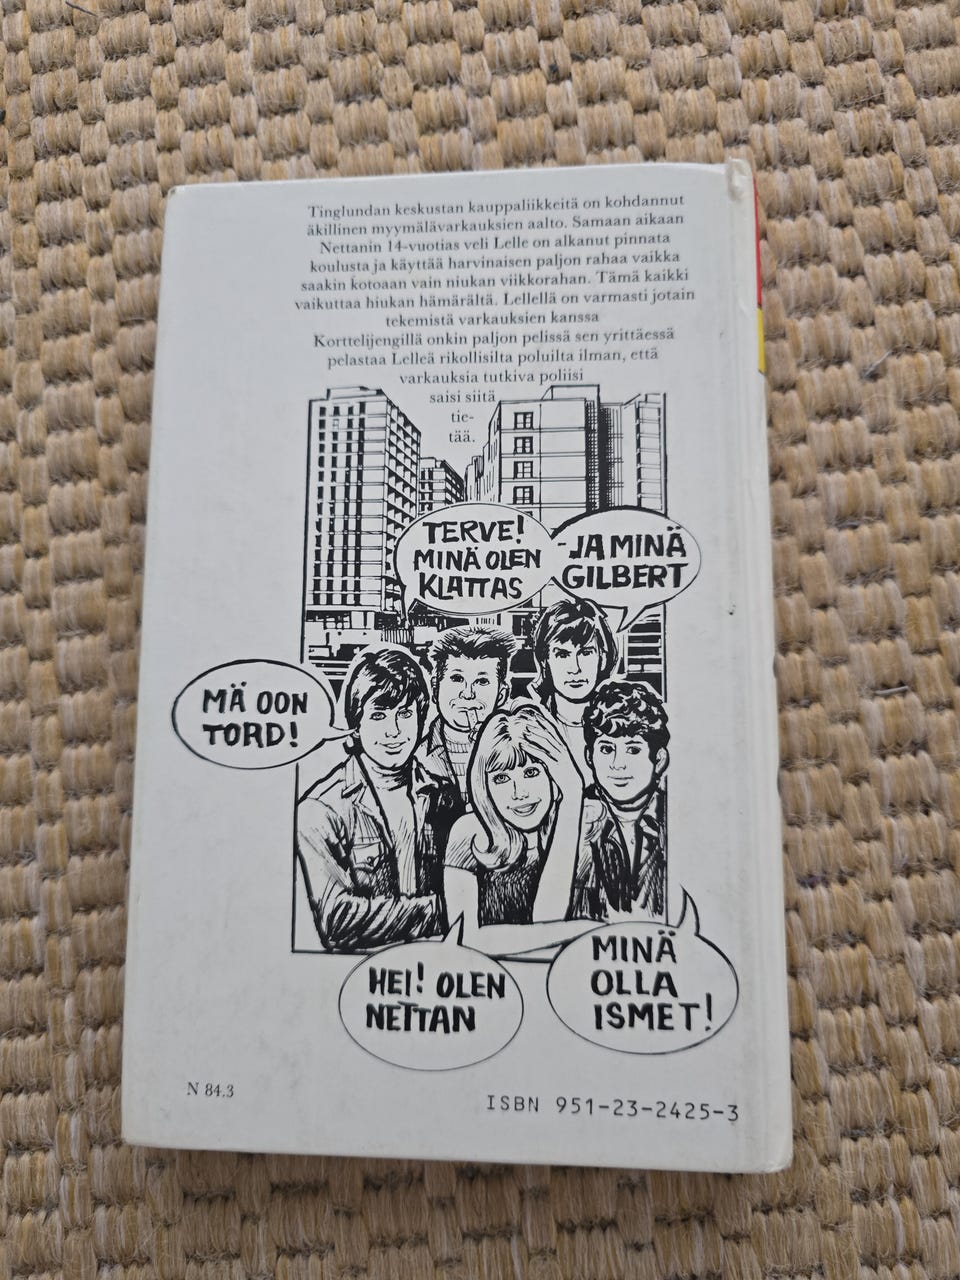 Tinglundan keskustan kauppaliikkeitä on kohdannut
äkillinen myymälävarkauksien aalto. Samaan aikaan
Nettanin 14-vuotias veli Lelle on alkanut pinnata
koulusta ja käyttää harvinaisen paljon rahaa vaikka
saakin kotoaan vain niukan viikkorahan. Tämä kaikki
vaikuttaa hiukan hämärältä. Lellellä on varmasti jotain
tekemistä varkauksien kanssa
Korttelijengillä onkin paljon pelissä sen yrittäessä
pelastaa Lelleä rikollisilta poluilta ilman, että
varkauksia tutkiva poliisi
saisi siitä
tie-
tää.
TERVE!
MINÄ OLEN
KLATTAS
-JA MINÄ
GILBERT
MÄ OON
TORD!
HEI! OLEN
NETTAN
MINÄ
OLLA
ISMET!
N 84.3
ISBN 951-23-2425-3